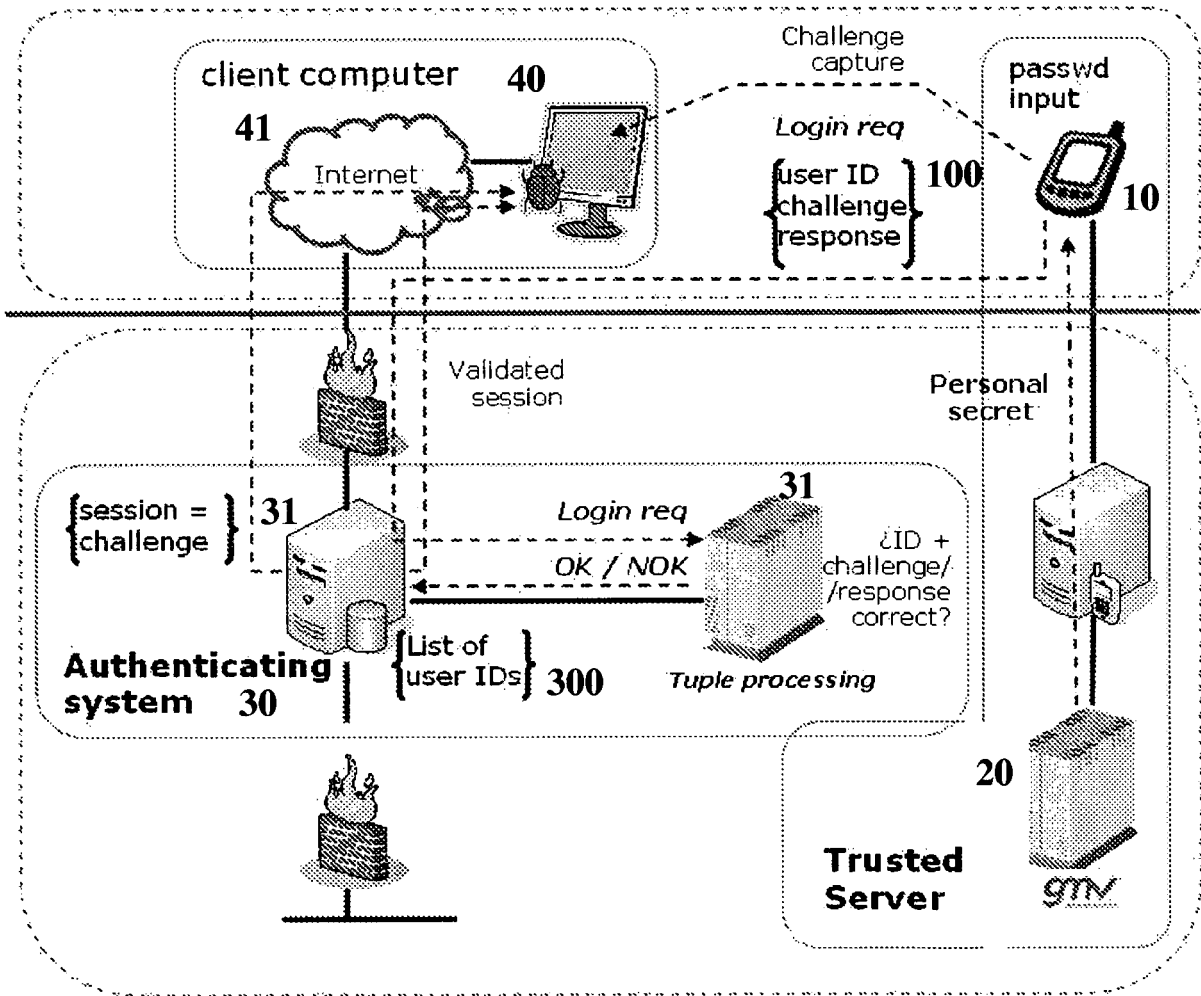 client computer 40
41
Internet
Challenge
capture
Login req
user ID
challenge
response
100
passwd
input
10
Validated
session
Personal
secret
session =
challenge
31
Login req
OK / NOK
31
¿ID +
challenge/
/response
correct?
List of
user IDs
300
Tuple processing
Authenticating
system 30
20
Trusted
Server
gmv